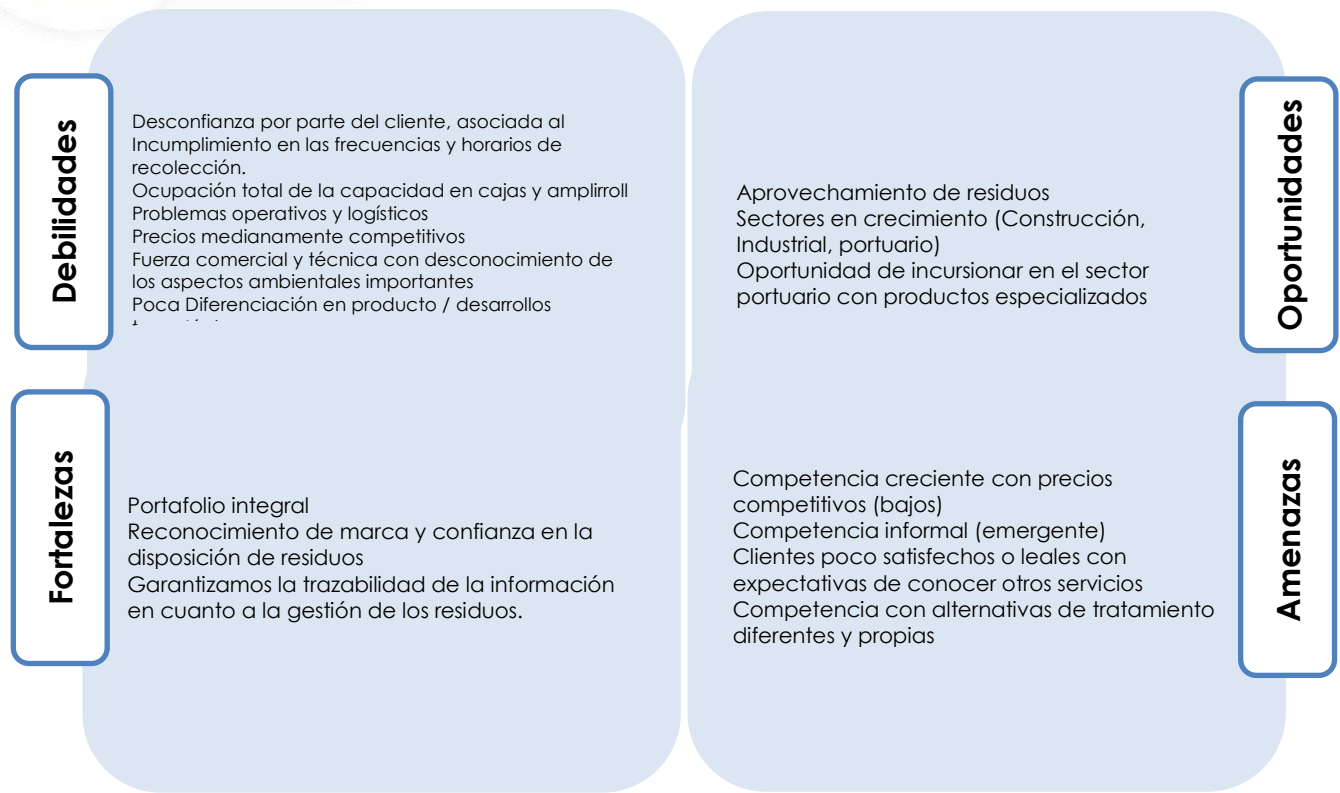 Debilidades
Desconfianza por parte del cliente, asociada al
Incumplimiento en las frecuencias y horarios de
recolección.
Ocupación total de la capacidad en cajas y amplirroll
Problemas operativos y logísticos
Precios medianamente competitivos
Fuerza comercial y técnica con desconocimiento de
los aspectos ambientales importantes
Poca Diferenciación en producto / desarrollos
Oportunidades
Aprovechamiento de residuos
Sectores en crecimiento (Construcción,
Industrial, portuario)
Oportunidad de incursionar en el sector
portuario con productos especializados
Fortalezas
Portafolio integral
Reconocimiento de marca y confianza en la
disposición de residuos
Garantizamos la trazabilidad de la información
en cuanto a la gestión de los residuos.
Amenazas
Competencia creciente con precios
competitivos (bajos)
Competencia informal (emergente)
Clientes poco satisfechos o leales con
expectativas de conocer otros servicios
Competencia con alternativas de tratamiento
diferentes y propias